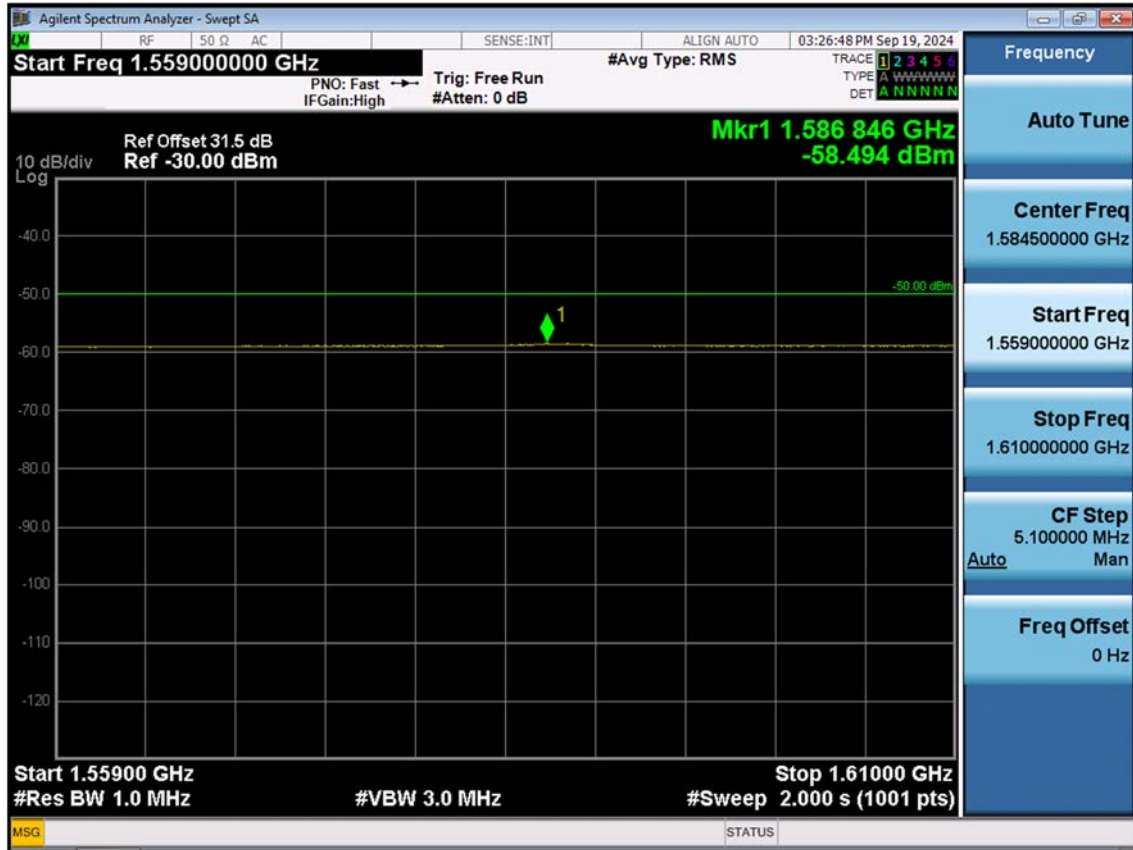 Agilent Spectrum Analyzer - Swept SA
LXI RF 50 Ω AC SENSE:INT ALIGN AUTO 03:26:48 PM Sep 19, 2024
Start Freq 1.559000000 GHz #Avg Type: RMS TRACE 1 2 3 4 5 6
PNO: Fast Trig: Free Run TYPE A WWWWW
IFGain:High #Atten: 0 dB DET A N N N N N
Mkr1 1.586 846 GHz
Ref Offset 31.5 dB
10 dB/div Ref -30.00 dBm -58.494 dBm
Log
-40.0
-50.0 -50.00 dBm
1
-60.0
-70.0
-80.0
-90.0
-100
-110
-120
Start 1.55900 GHz Stop 1.61000 GHz
#Res BW 1.0 MHz #VBW 3.0 MHz #Sweep 2.000 s (1001 pts)
MSG STATUS
Frequency
Auto Tune
Center Freq
1.584500000 GHz
Start Freq
1.559000000 GHz
Stop Freq
1.610000000 GHz
CF Step
5.100000 MHz
Auto Man
Freq Offset
0 Hz